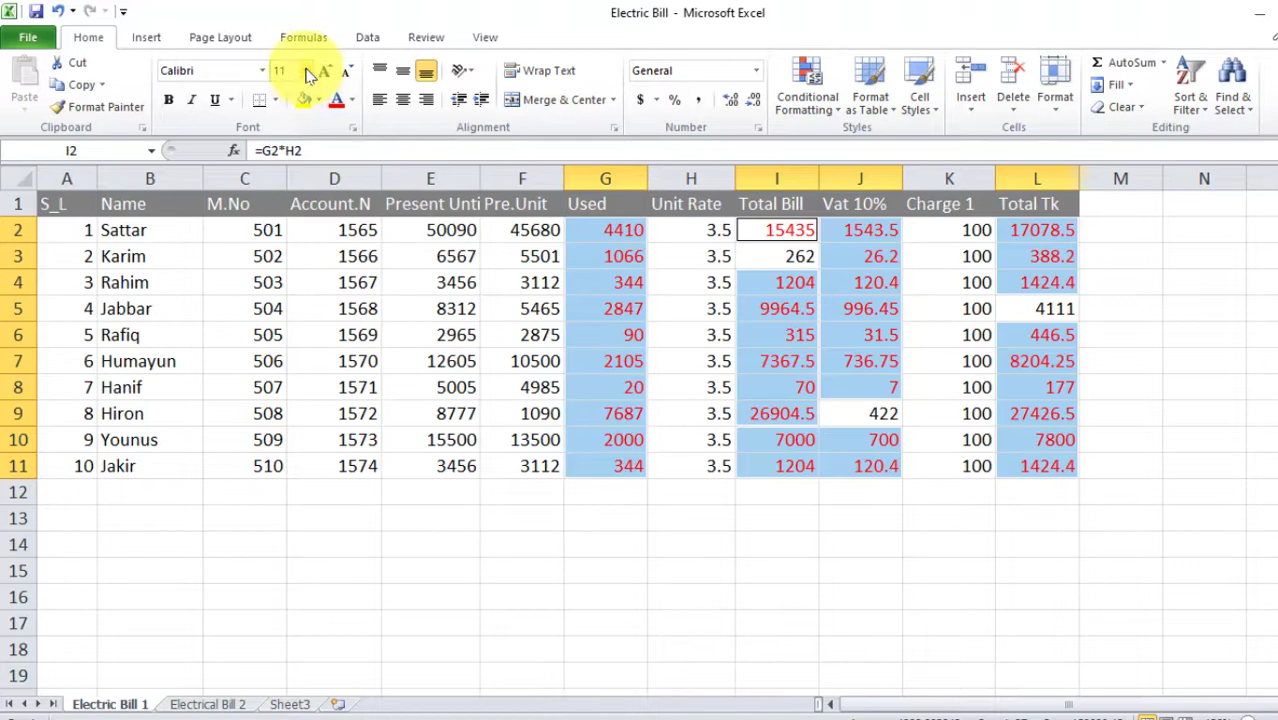 Electric Bill - Microsoft Excel
File Home Insert Page Layout Formulas Data Review View
Paste Cut Copy Format Painter
Calibri 11
B I U A
Wrap Text
Merge & Center
General
$ % ,
Conditional Formatting
Format as Table
Cell Styles
Insert Delete Format
AutoSum
Fill
Clear
Sort & Filter
Find & Select
Clipboard Font Alignment Number Styles Cells Editing
I2 fx =G2*H2
A B C D E F G H I J K L M N
1 S_L Name M.No Account.N Present Unti Pre.Unit Used Unit Rate Total Bill Vat 10% Charge 1 Total Tk
2 1 Sattar 501 1565 50090 45680 4410 3.5 15435 1543.5 100 17078.5
3 2 Karim 502 1566 6567 5501 1066 3.5 262 26.2 100 388.2
4 3 Rahim 503 1567 3456 3112 344 3.5 1204 120.4 100 1424.4
5 4 Jabbar 504 1568 8312 5465 2847 3.5 9964.5 996.45 100 4111
6 5 Rafiq 505 1569 2965 2875 90 3.5 315 31.5 100 446.5
7 6 Humayun 506 1570 12605 10500 2105 3.5 7367.5 736.75 100 8204.25
8 7 Hanif 507 1571 5005 4985 20 3.5 70 7 100 177
9 8 Hiron 508 1572 8777 1090 7687 3.5 26904.5 422 100 27426.5
10 9 Younus 509 1573 15500 13500 2000 3.5 7000 700 100 7800
11 10 Jakir 510 1574 3456 3112 344 3.5 1204 120.4 100 1424.4
12
13
14
15
16
17
18
19
Electric Bill 1 Electrical Bill 2 Sheet3